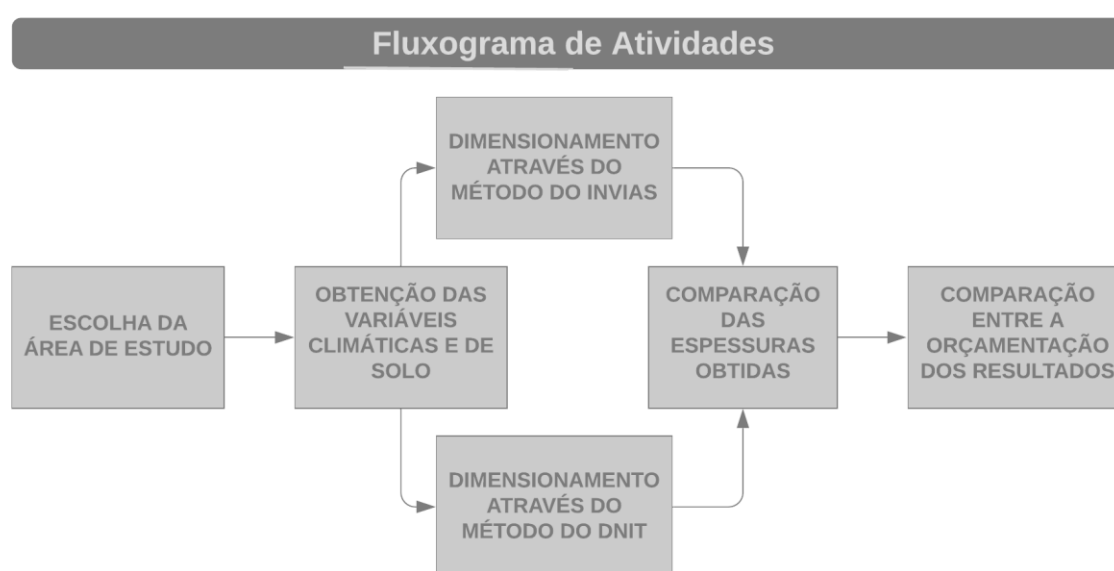 Fluxograma de Atividades
ESCOLHA DA
ÁREA DE ESTUDO
OBTENÇÃO DAS
VARIÁVEIS
CLIMÁTICAS E DE
SOLO
DIMENSIONAMENTO
ATRAVÉS DO
MÉTODO DO INVIAS
DIMENSIONAMENTO
ATRAVÉS DO
MÉTODO DO DNIT
COMPARAÇÃO
DAS
ESPESSURAS
OBTIDAS
COMPARAÇÃO
ENTRE A
ORÇAMENTAÇÃO
DOS RESULTADOS